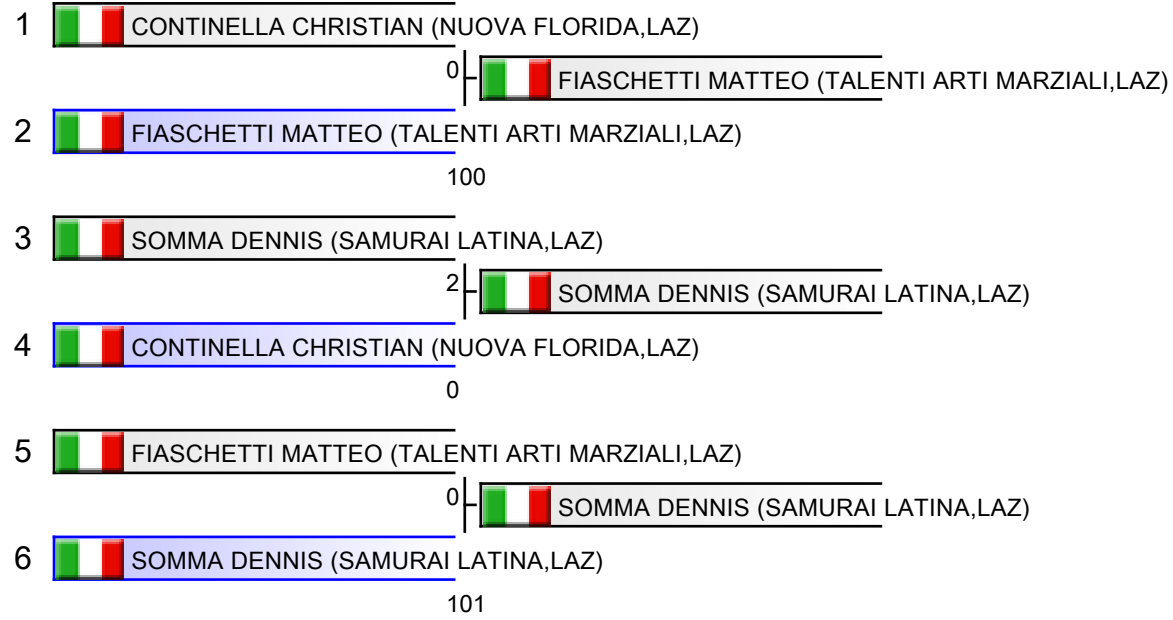 1 CONTINELLA CHRISTIAN (NUOVA FLORIDA,LAZ)
0 FIASCHETTI MATTEO (TALENTI ARTI MARZIALI,LAZ)
2 FIASCHETTI MATTEO (TALENTI ARTI MARZIALI,LAZ)
100
3 SOMMA DENNIS (SAMURAI LATINA,LAZ)
2 SOMMA DENNIS (SAMURAI LATINA,LAZ)
4 CONTINELLA CHRISTIAN (NUOVA FLORIDA,LAZ)
0
5 FIASCHETTI MATTEO (TALENTI ARTI MARZIALI,LAZ)
0 SOMMA DENNIS (SAMURAI LATINA,LAZ)
6 SOMMA DENNIS (SAMURAI LATINA,LAZ)
101